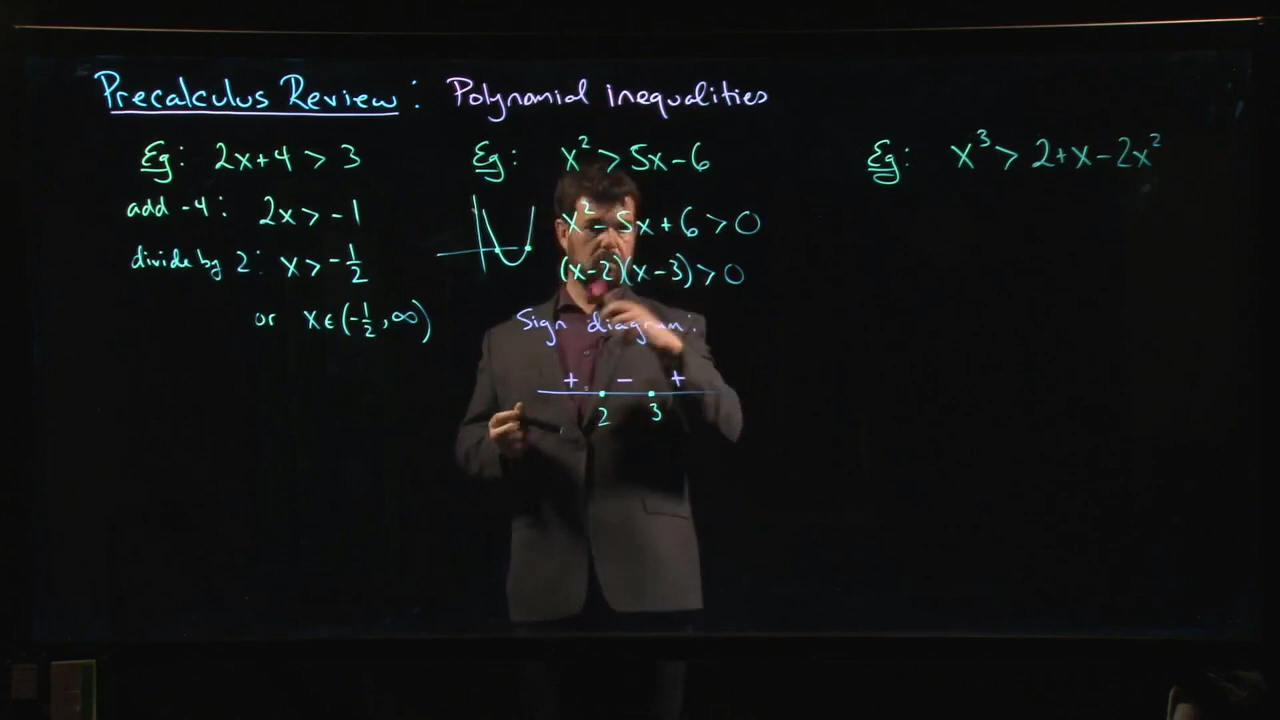 Precalculus Review: Polynomial inequalities
Eg: 2x+4 > 3
add -4: 2x > -1
divide by 2: x > -1/2
or x ∈ (-1/2, ∞)
Eg: x² > 5x-6
x² - 5x + 6 > 0
(x-2)(x-3) > 0
Sign diagram:
+ - +
2 3
Eg: x³ > 2+x-2x²